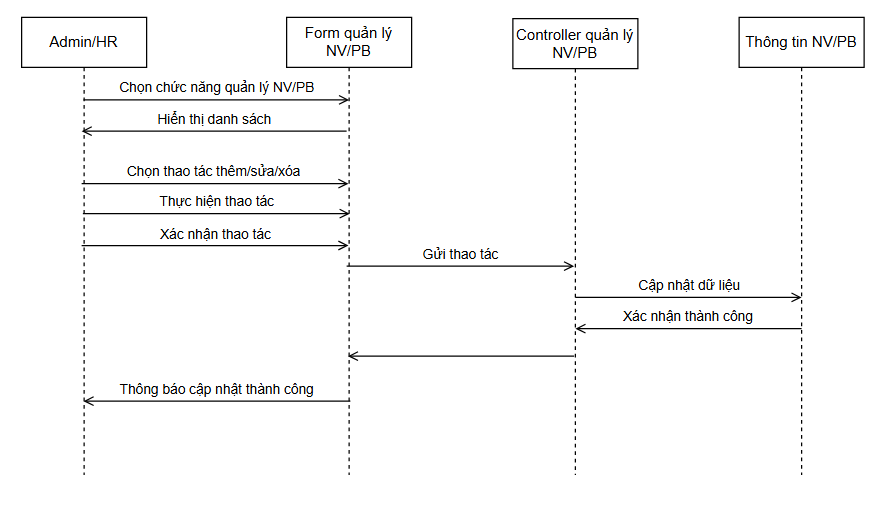 Admin/HR
Form quản lý
NV/PB
Controller quản lý
NV/PB
Thông tin NV/PB
Chọn chức năng quản lý NV/PB
Hiển thị danh sách
Chọn thao tác thêm/sửa/xóa
Thực hiện thao tác
Xác nhận thao tác
Gửi thao tác
Cập nhật dữ liệu
Xác nhận thành công
Thông báo cập nhật thành công